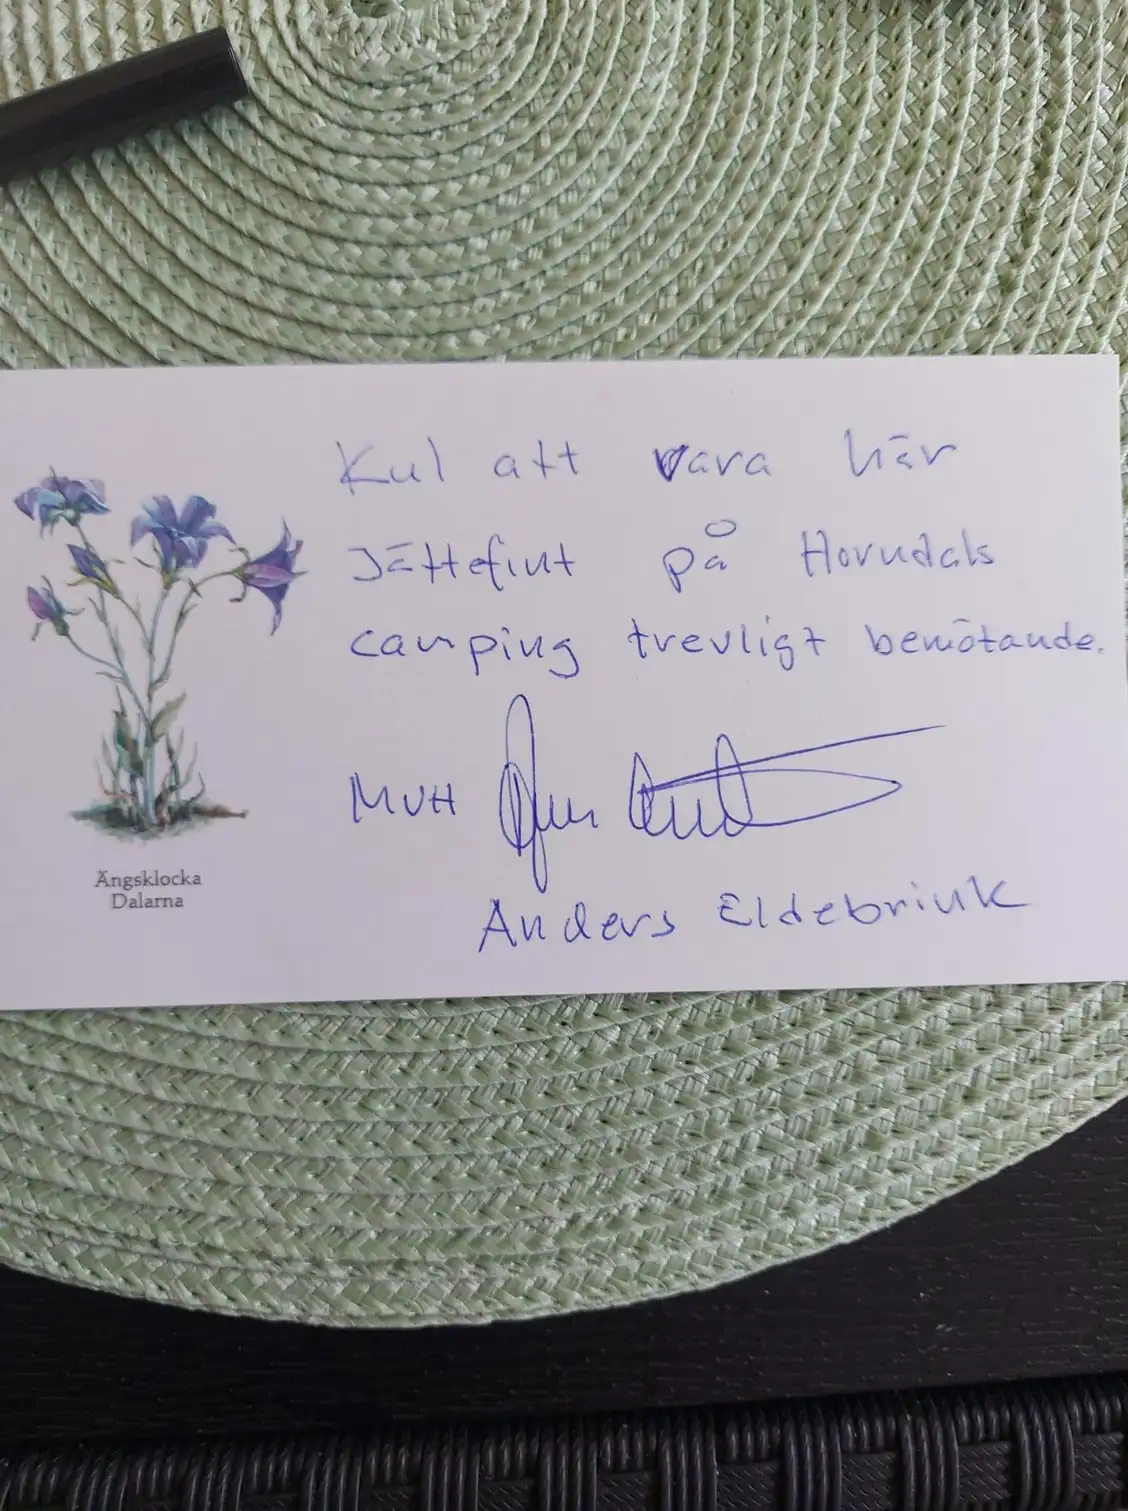 Kul att vara här
Jättefint på Horndals
camping trevligt bemötande.
MVH
Anders Eldebrink
Ängsklocka
Dalarna